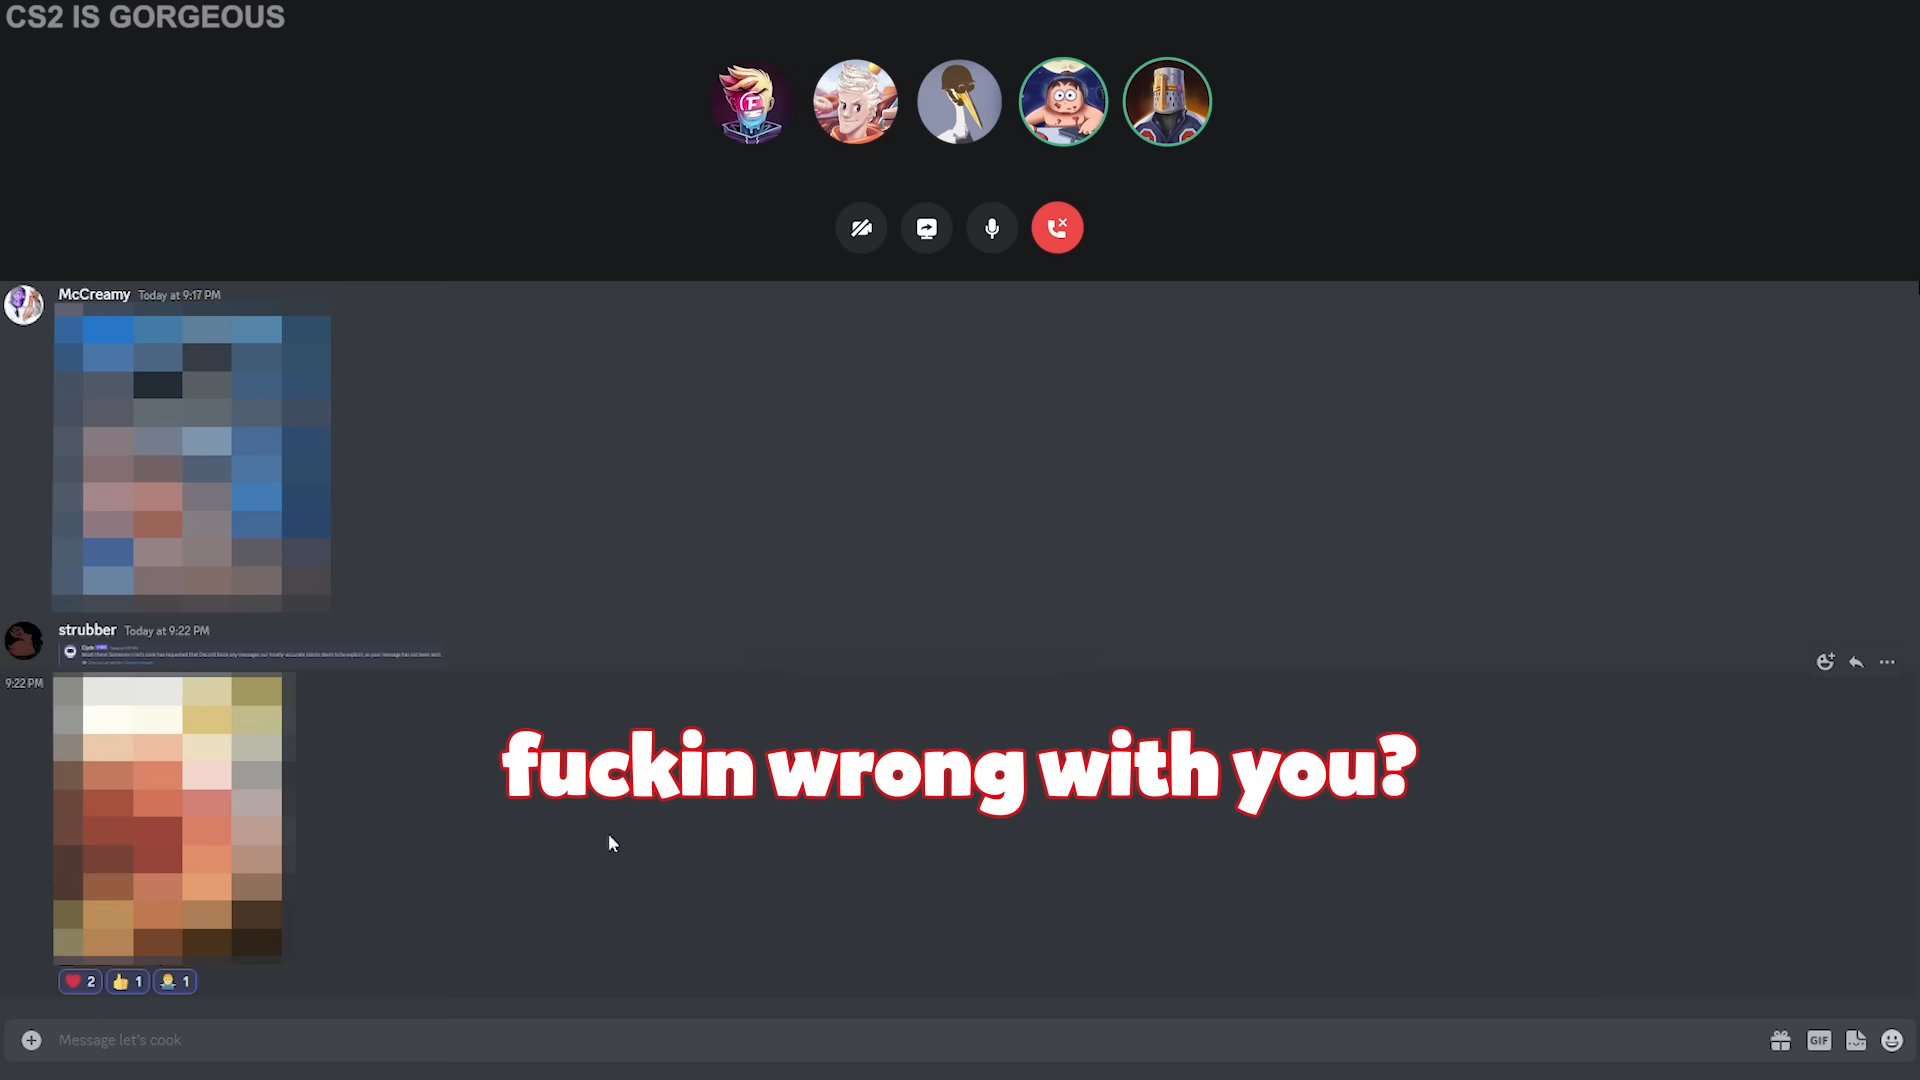 CS2 IS GORGEOUS
F
McCreamy Today at 9:17 PM
strubber Today at 9:22 PM
Clyde
9:22 PM
fuckin wrong with you?
2 1 1
Message let's cook
GIF